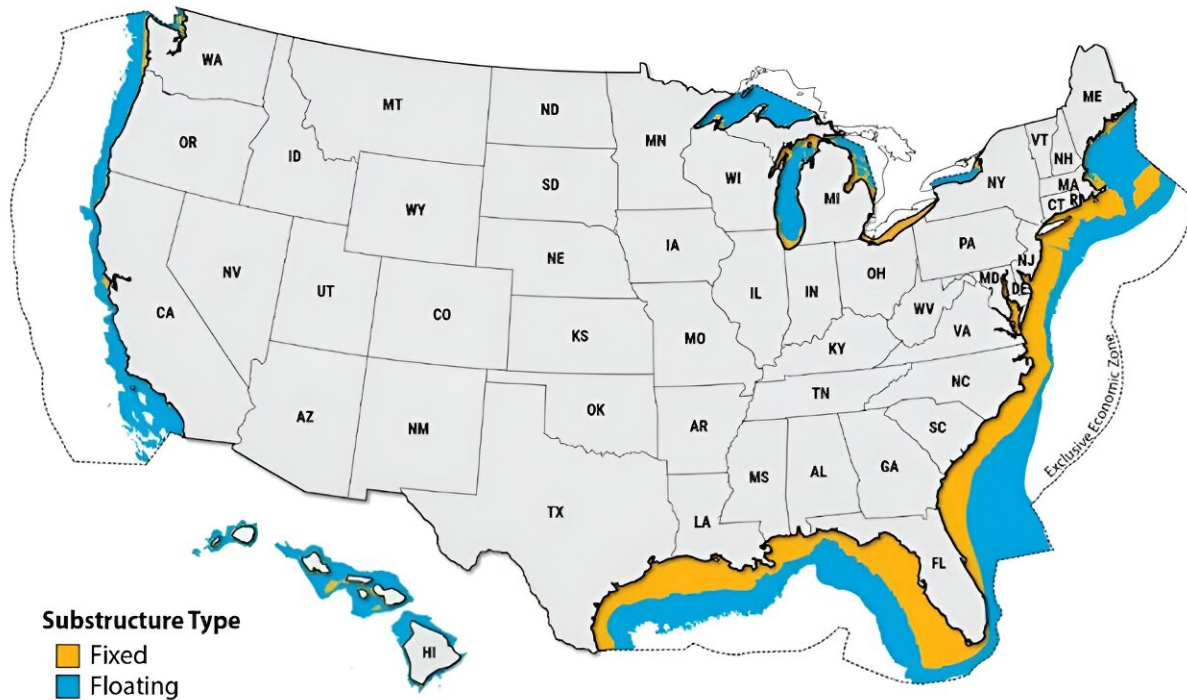 WA
MT
ND
MN
ME
OR
ID
SD
WI
MI
VT
NH
NY
MA
CT
RI
WY
IA
NE
PA
NJ
NV
UT
CO
IL
IN
OH
MD
DE
WV
VA
CA
KS
MO
KY
AZ
NM
OK
AR
TN
NC
SC
TX
LA
MS
AL
GA
FL
HI
Exclusive Economic Zone
Substructure Type
Fixed
Floating